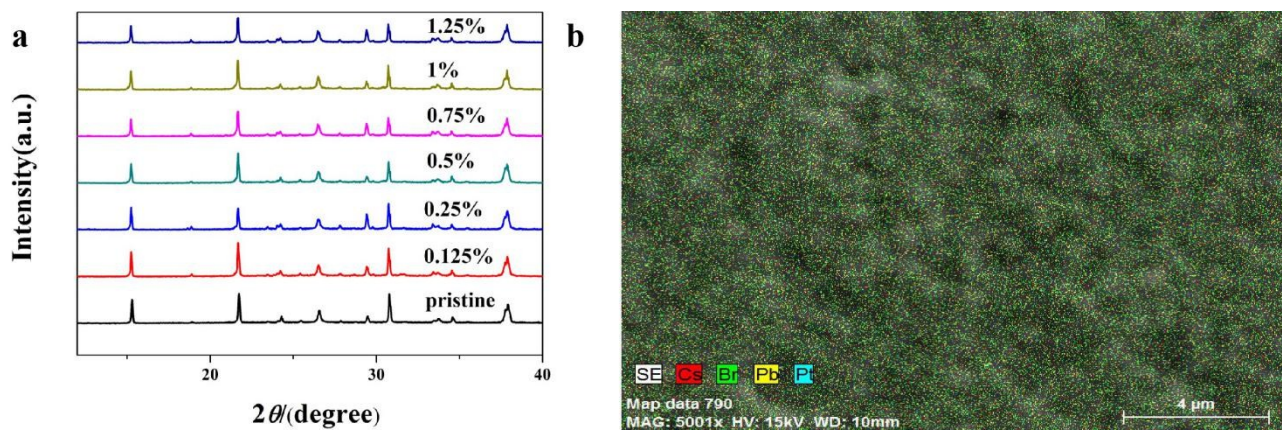 a
Intensity(a.u.)
1.25%
1%
0.75%
0.5%
0.25%
0.125%
pristine
20
30
40
2θ/(degree)
b
SE Cs Br Pb Pt
Map data 790
MAG: 5001x HV: 15kV WD: 10mm
4 µm